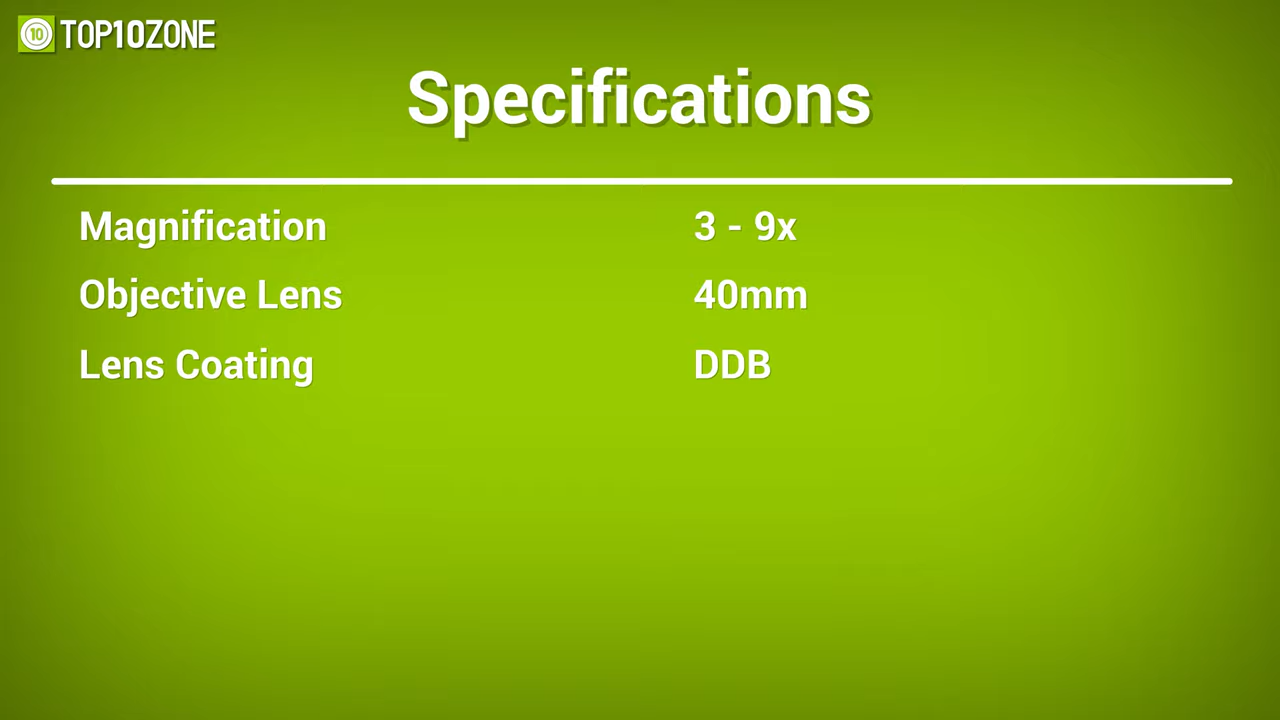 10 TOP10ZONE
Specifications
Magnification 3 - 9x
Objective Lens 40mm
Lens Coating DDB